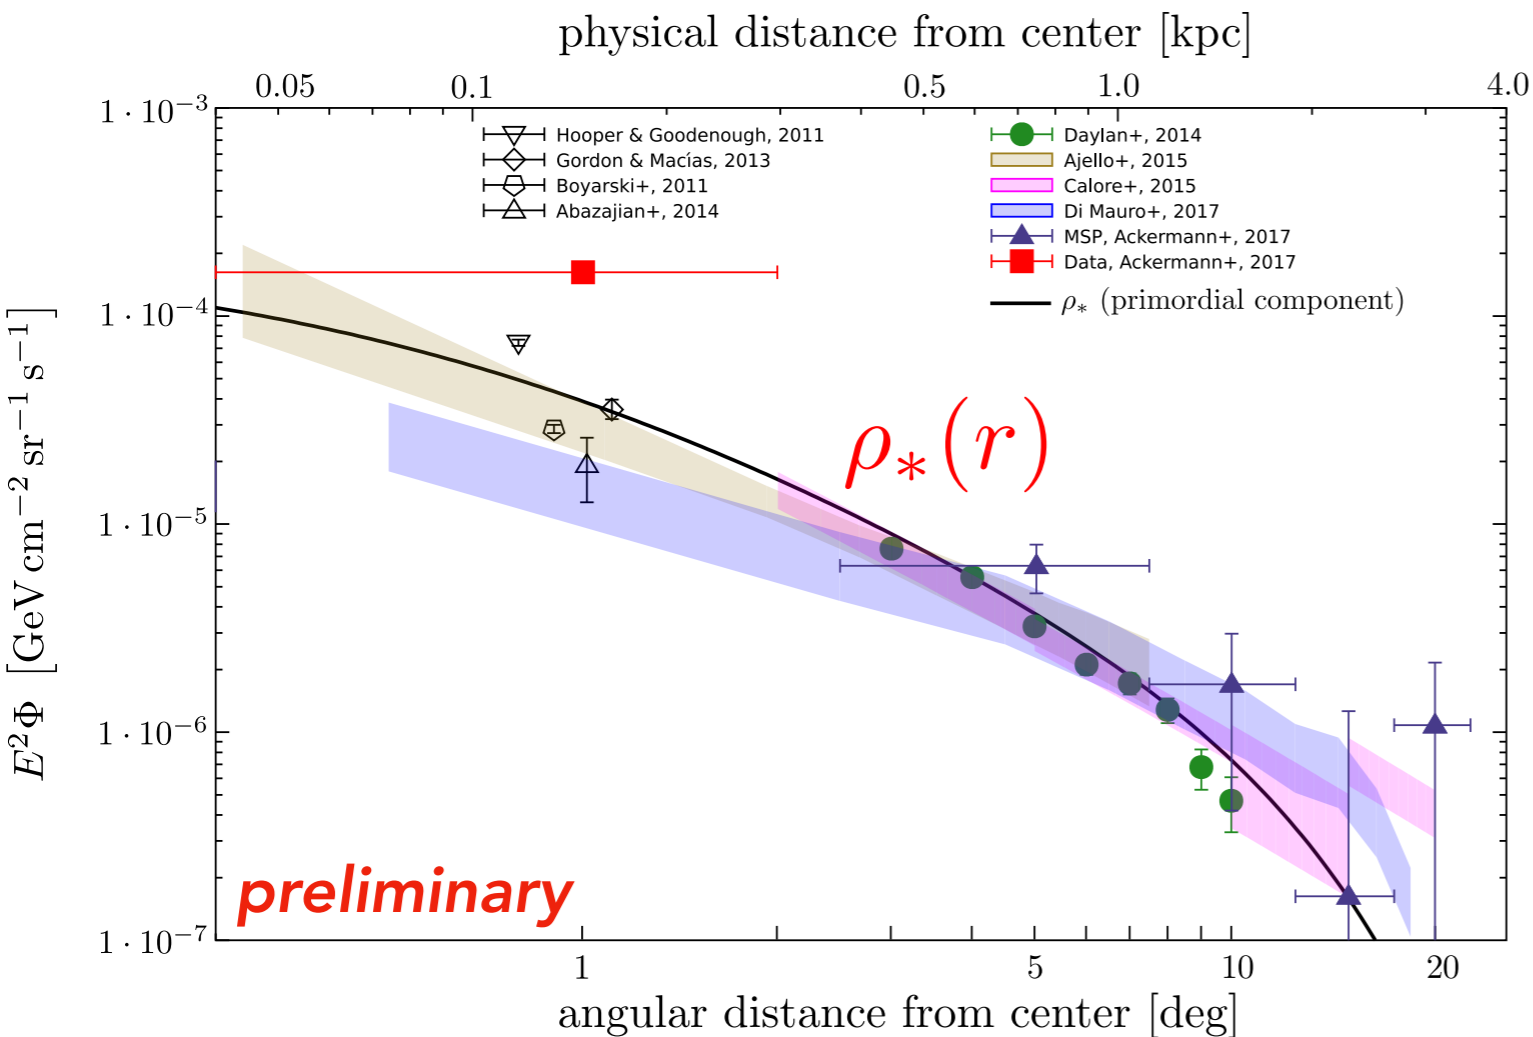 physical distance from center [kpc]
0.05 0.1 0.5 1.0 4.0
1 · 10⁻³
Hooper & Goodenough, 2011
Gordon & Macías, 2013
Boyarski+, 2011
Abazajian+, 2014
Daylan+, 2014
Ajello+, 2015
Calore+, 2015
Di Mauro+, 2017
MSP, Ackermann+, 2017
Data, Ackermann+, 2017
ρ* (primordial component)
1 · 10⁻⁴
ρ*(r)
1 · 10⁻⁵
1 · 10⁻⁶
1 · 10⁻⁷
E²Φ [GeV cm⁻² sr⁻¹ s⁻¹]
preliminary
1 5 10 20
angular distance from center [deg]